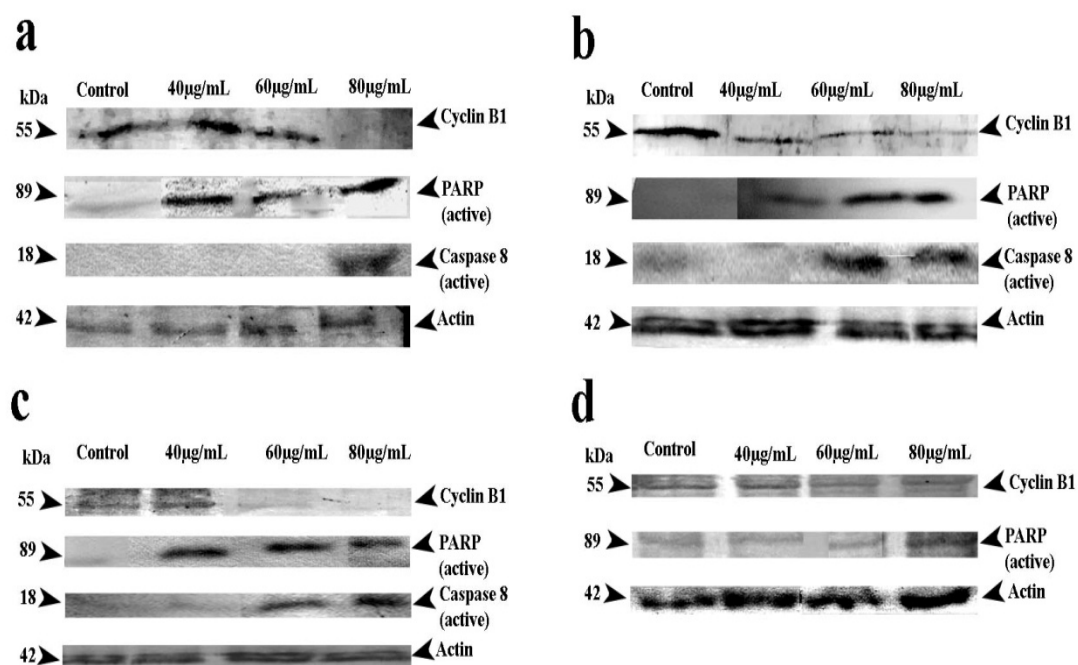 a
kDa Control 40µg/mL 60µg/mL 80µg/mL
55 Cyclin B1
89 PARP
(active)
18 Caspase 8
(active)
42 Actin
b
kDa Control 40µg/mL 60µg/mL 80µg/mL
55 Cyclin B1
89 PARP
(active)
18 Caspase 8
(active)
42 Actin
c
kDa Control 40µg/mL 60µg/mL 80µg/mL
55 Cyclin B1
89 PARP
(active)
18 Caspase 8
(active)
42 Actin
d
kDa Control 40µg/mL 60µg/mL 80µg/mL
55 Cyclin B1
89 PARP
(active)
42 Actin